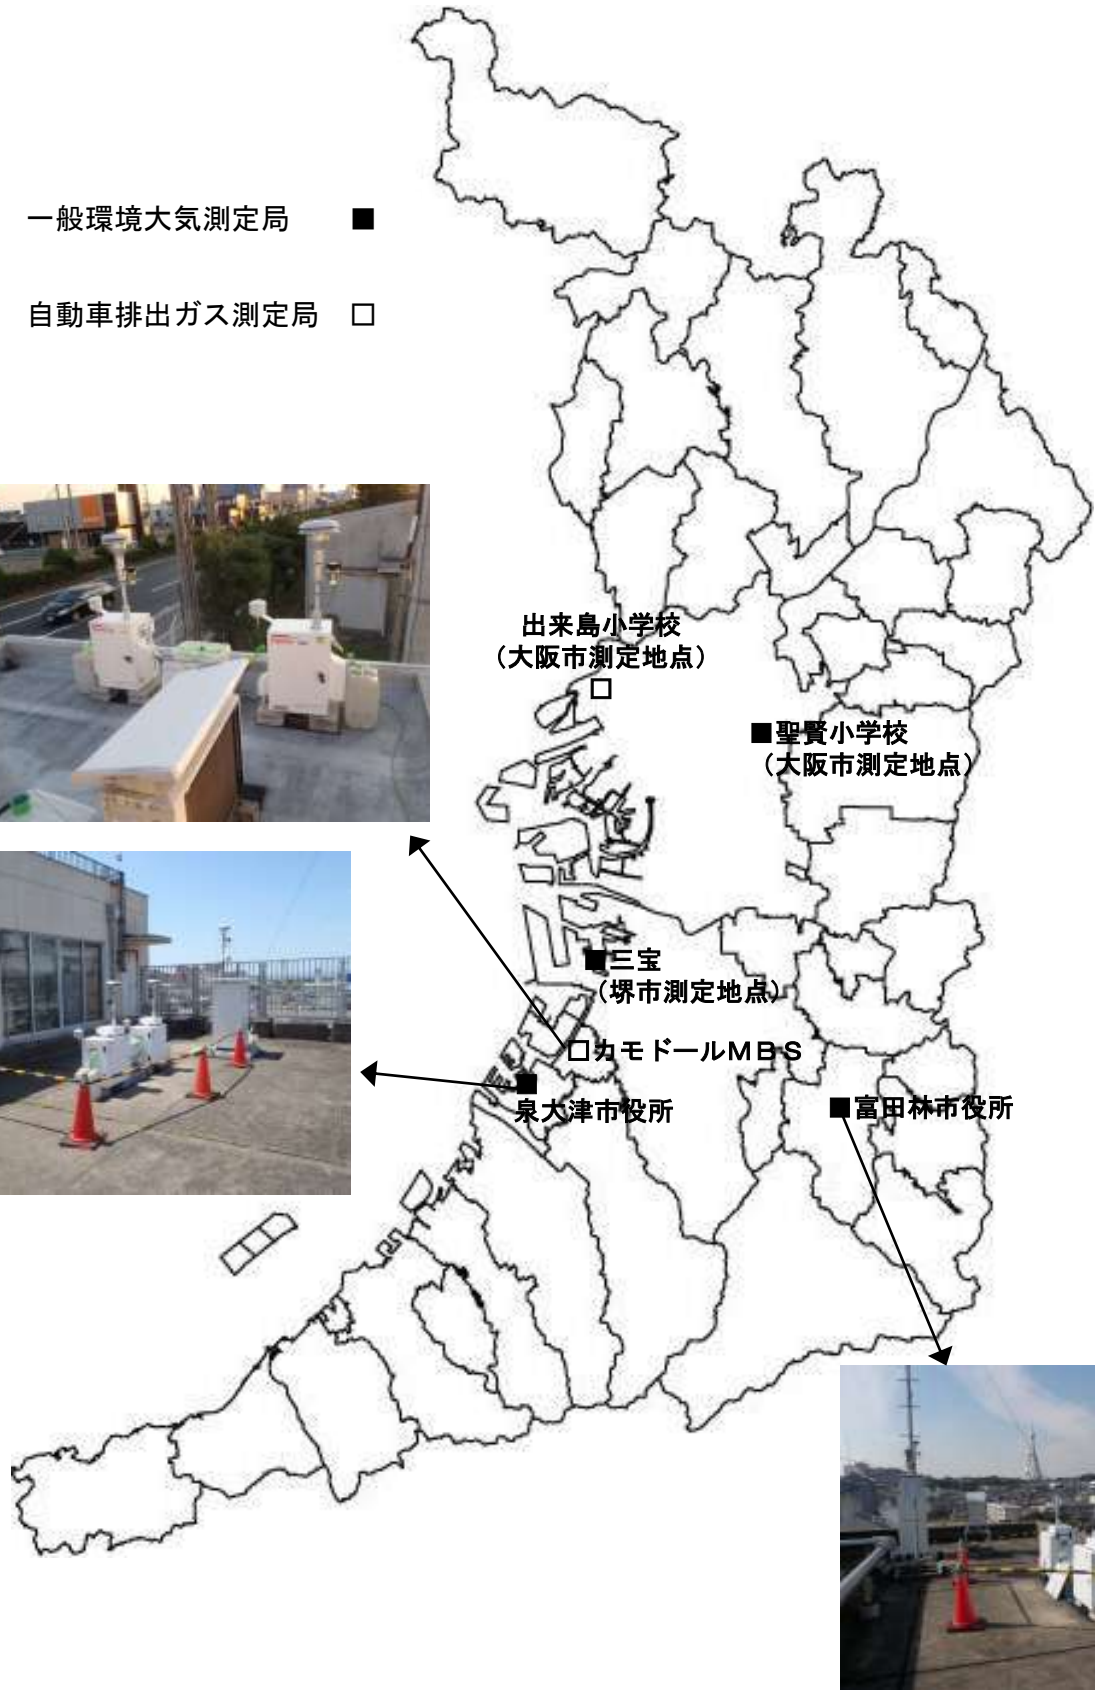 一般環境大気測定局 ■
自動車排出ガス測定局 □
出来島小学校
（大阪市測定地点）
□
■聖賢小学校
（大阪市測定地点）
■三宝
（堺市測定地点）
□カモドールＭＢＳ
■
泉大津市役所
■富田林市役所